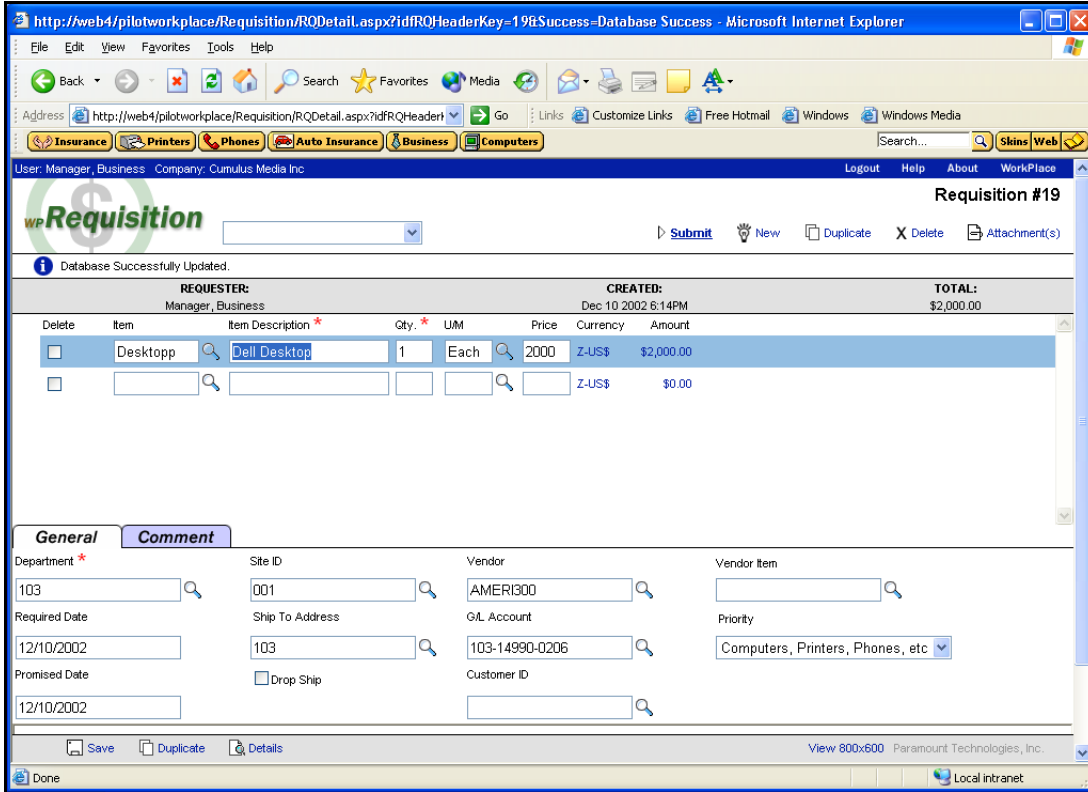 http://web4/pilotworkplace/Requisition/RQDetail.aspx?idfRQHeaderKey=19&Success=Database Success - Microsoft Internet Explorer
File Edit View Favorites Tools Help
Back Search Favorites Media
Address http://web4/pilotworkplace/Requisition/RQDetail.aspx?idfRQHeaderK Go Links Customize Links Free Hotmail Windows Windows Media
Insurance Printers Phones Auto Insurance Business Computers Search... Skins Web
User: Manager, Business Company: Cumulus Media Inc Logout Help About WorkPlace
Requisition #19
WPRequisition
Submit New Duplicate X Delete Attachment(s)
Database Successfully Updated.
REQUESTER: CREATED: TOTAL:
Manager, Business Dec 10 2002 6:14PM $2,000.00
Delete Item Item Description * Qty. * U/M Price Currency Amount
Desktopp Dell Desktop 1 Each 2000 Z-US$ $2,000.00
Z-US$ $0.00
General Comment
Department * Site ID Vendor Vendor Item
103 001 AMERI300
Required Date Ship To Address G/L Account Priority
12/10/2002 103 103-14990-0206 Computers, Printers, Phones, etc
Promised Date Drop Ship Customer ID
12/10/2002
Save Duplicate Details View 800x600 Paramount Technologies, Inc.
Done Local intranet